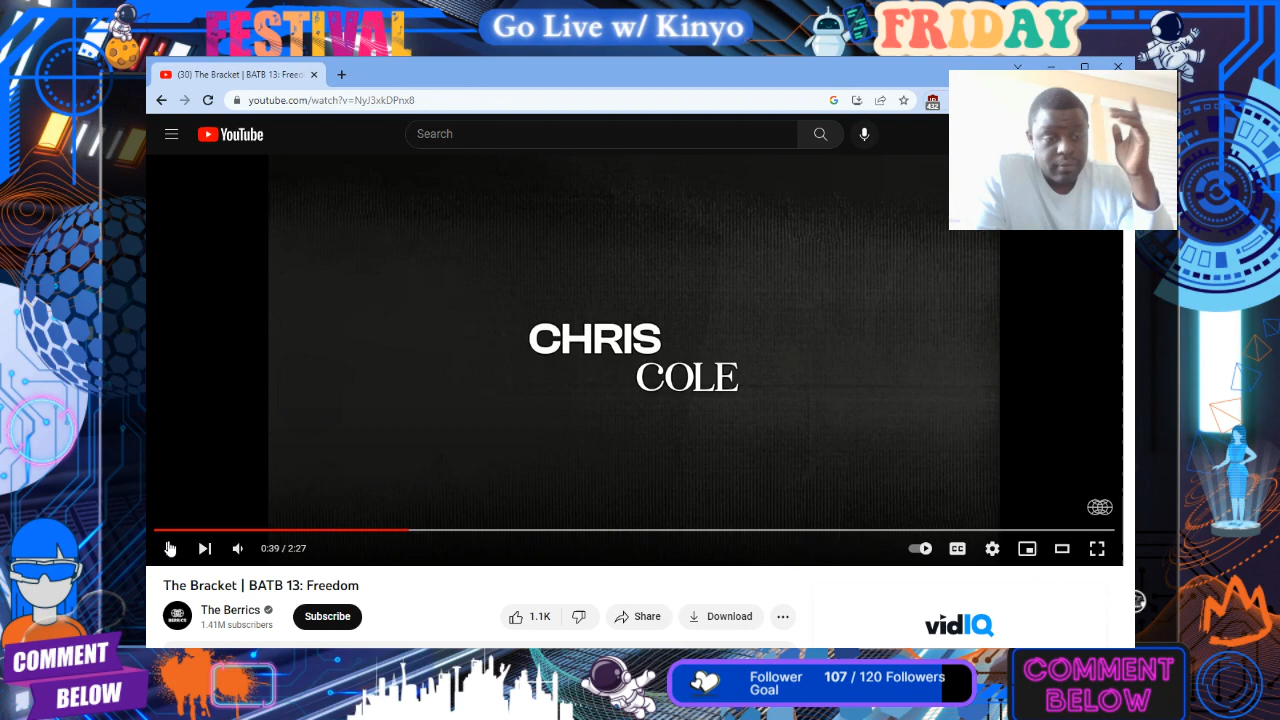 FESTIVAL
Go Live w/ Kinyo
FRIDAY
(30) The Bracket | BATB 13: Freed
youtube.com/watch?v=NyJ3xkDPnx8
432
YouTube
Search
CHRIS
COLE
0:39 / 2:27
CC
The Bracket | BATB 13: Freedom
The Berrics
1.41M subscribers
Subscribe
1.1K
Share
Download
vidIQ
COMMENT
BELOW
Follower
Goal
107 / 120 Followers
COMMENT
BELOW